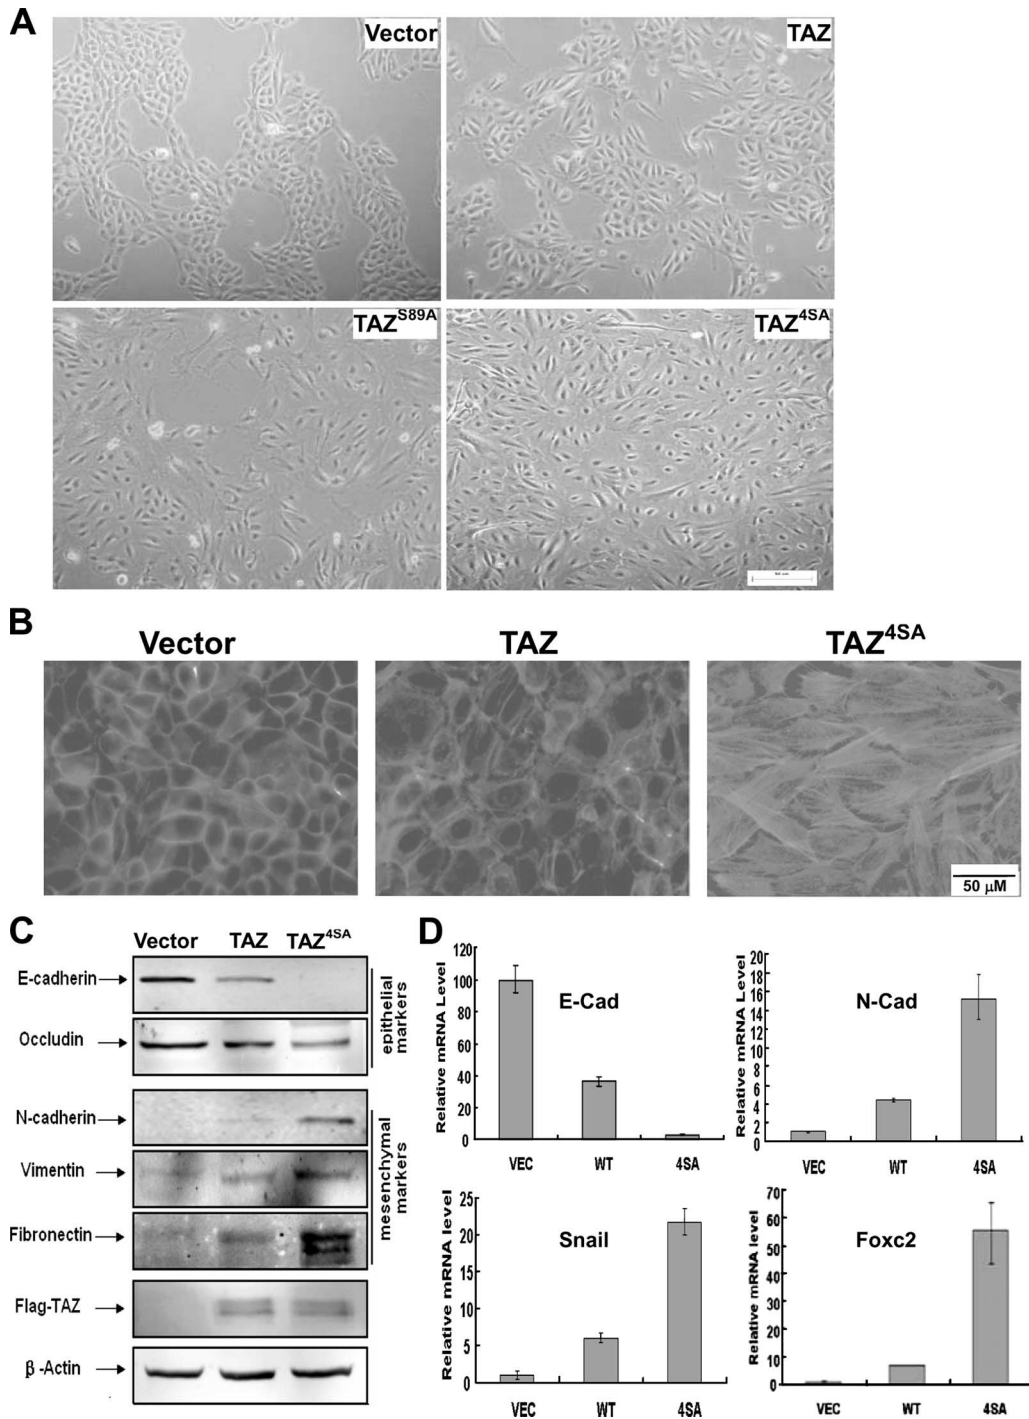 A
Vector
TAZ
TAZS89A
TAZ4SA
B
Vector
TAZ
TAZ4SA
50 μM
C
Vector TAZ TAZ4SA
E-cadherin
Occludin
epithelial
markers
N-cadherin
Vimentin
Fibronectin
mesenchymal
markers
Flag-TAZ
β-Actin
D
Relative mRNA Level
120
100
80
60
40
20
0
E-Cad
VEC WT 4SA
Relative mRNA Level
18
16
14
12
10
8
6
4
2
0
N-Cad
VEC WT 4SA
Relative mRNA level
25
20
15
10
5
0
Snail
VEC WT 4SA
Relative mRNA level
70
60
50
40
30
20
10
0
Foxc2
VEC WT 4SA